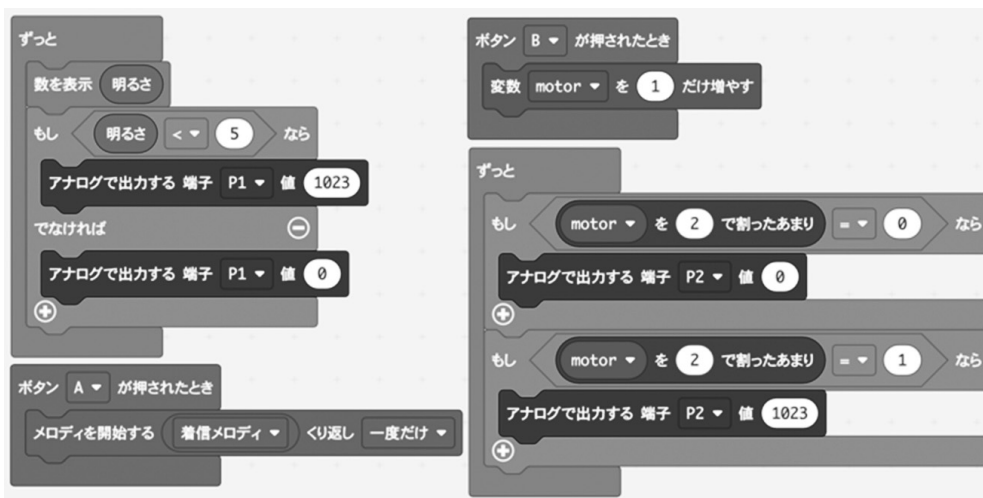 ずっと
数を表示 明るさ
もし 明るさ < 5 なら
アナログで出力する 端子 P1 値 1023
でなければ
アナログで出力する 端子 P1 値 0
ボタン A が押されたとき
メロディを開始する 着信メロディ くり返し 一度だけ
ボタン B が押されたとき
変数 motor を 1 だけ増やす
ずっと
もし motor を 2 で割ったあまり = 0 なら
アナログで出力する 端子 P2 値 0
もし motor を 2 で割ったあまり = 1 なら
アナログで出力する 端子 P2 値 1023